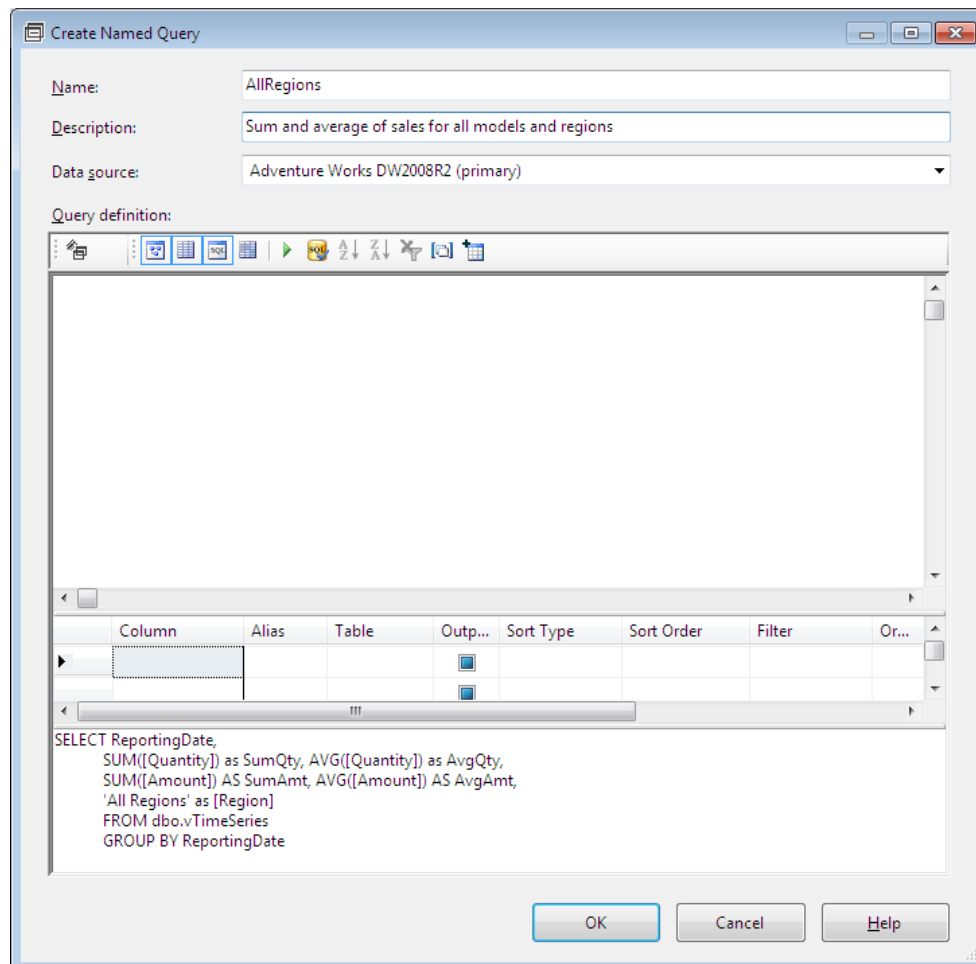 Create Named Query
Name:
AllRegions
Description:
Sum and average of sales for all models and regions
Data source:
Adventure Works DW2008R2 (primary)
Query definition:
SQL SQL A Z Z A
Column Alias Table Outp... Sort Type Sort Order Filter Or...
SELECT ReportingDate,
SUM([Quantity]) as SumQty, AVG([Quantity]) as AvgQty,
SUM([Amount]) AS SumAmt, AVG([Amount]) AS AvgAmt,
'All Regions' as [Region]
FROM dbo.vTimeSeries
GROUP BY ReportingDate
OK Cancel Help